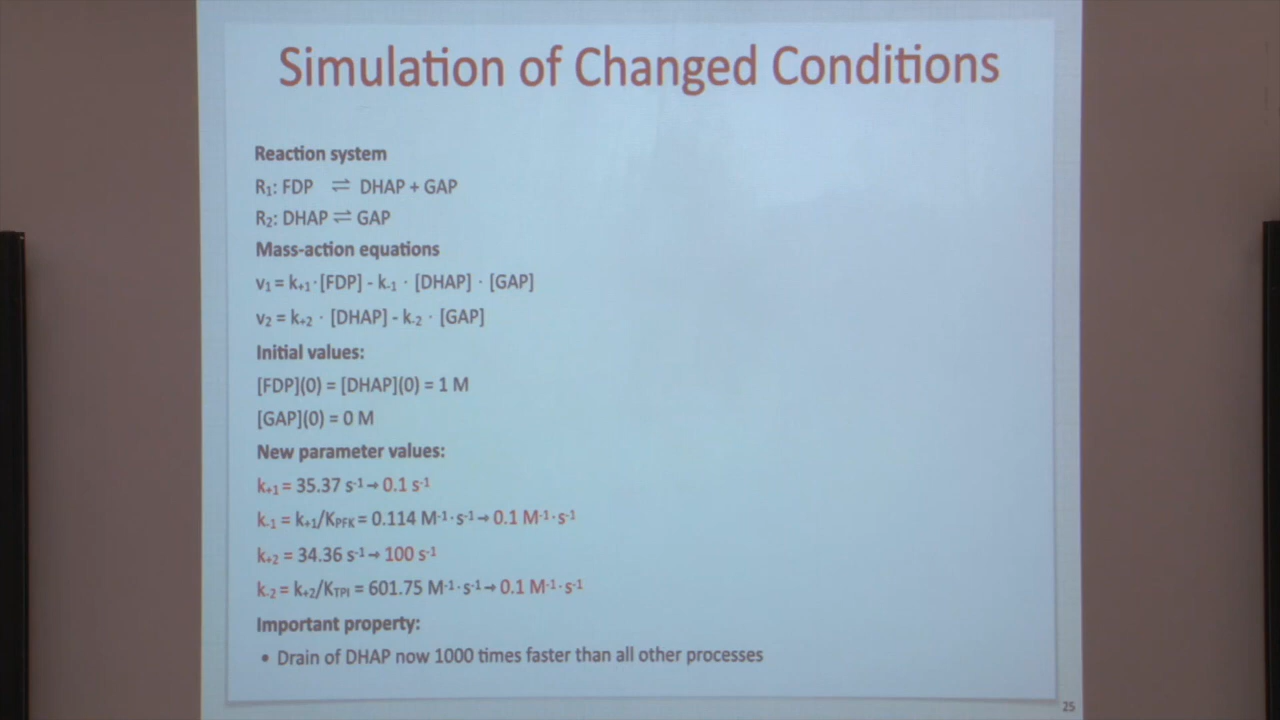 Simulation of Changed Conditions
Reaction system
R₁: FDP ⇌ DHAP + GAP
R₂: DHAP ⇌ GAP
Mass-action equations
v₁ = k₊₁ · [FDP] - k₋₁ · [DHAP] · [GAP]
v₂ = k₊₂ · [DHAP] - k₋₂ · [GAP]
Initial values:
[FDP](0) = [DHAP](0) = 1 M
[GAP](0) = 0 M
New parameter values:
k₊₁ = 35.37 s⁻¹ → 0.1 s⁻¹
k₋₁ = k₊₁/K_PFK = 0.114 M⁻¹·s⁻¹ → 0.1 M⁻¹·s⁻¹
k₊₂ = 34.36 s⁻¹ → 100 s⁻¹
k₋₂ = k₊₂/K_TPI = 601.75 M⁻¹·s⁻¹ → 0.1 M⁻¹·s⁻¹
Important property:
• Drain of DHAP now 1000 times faster than all other processes
25